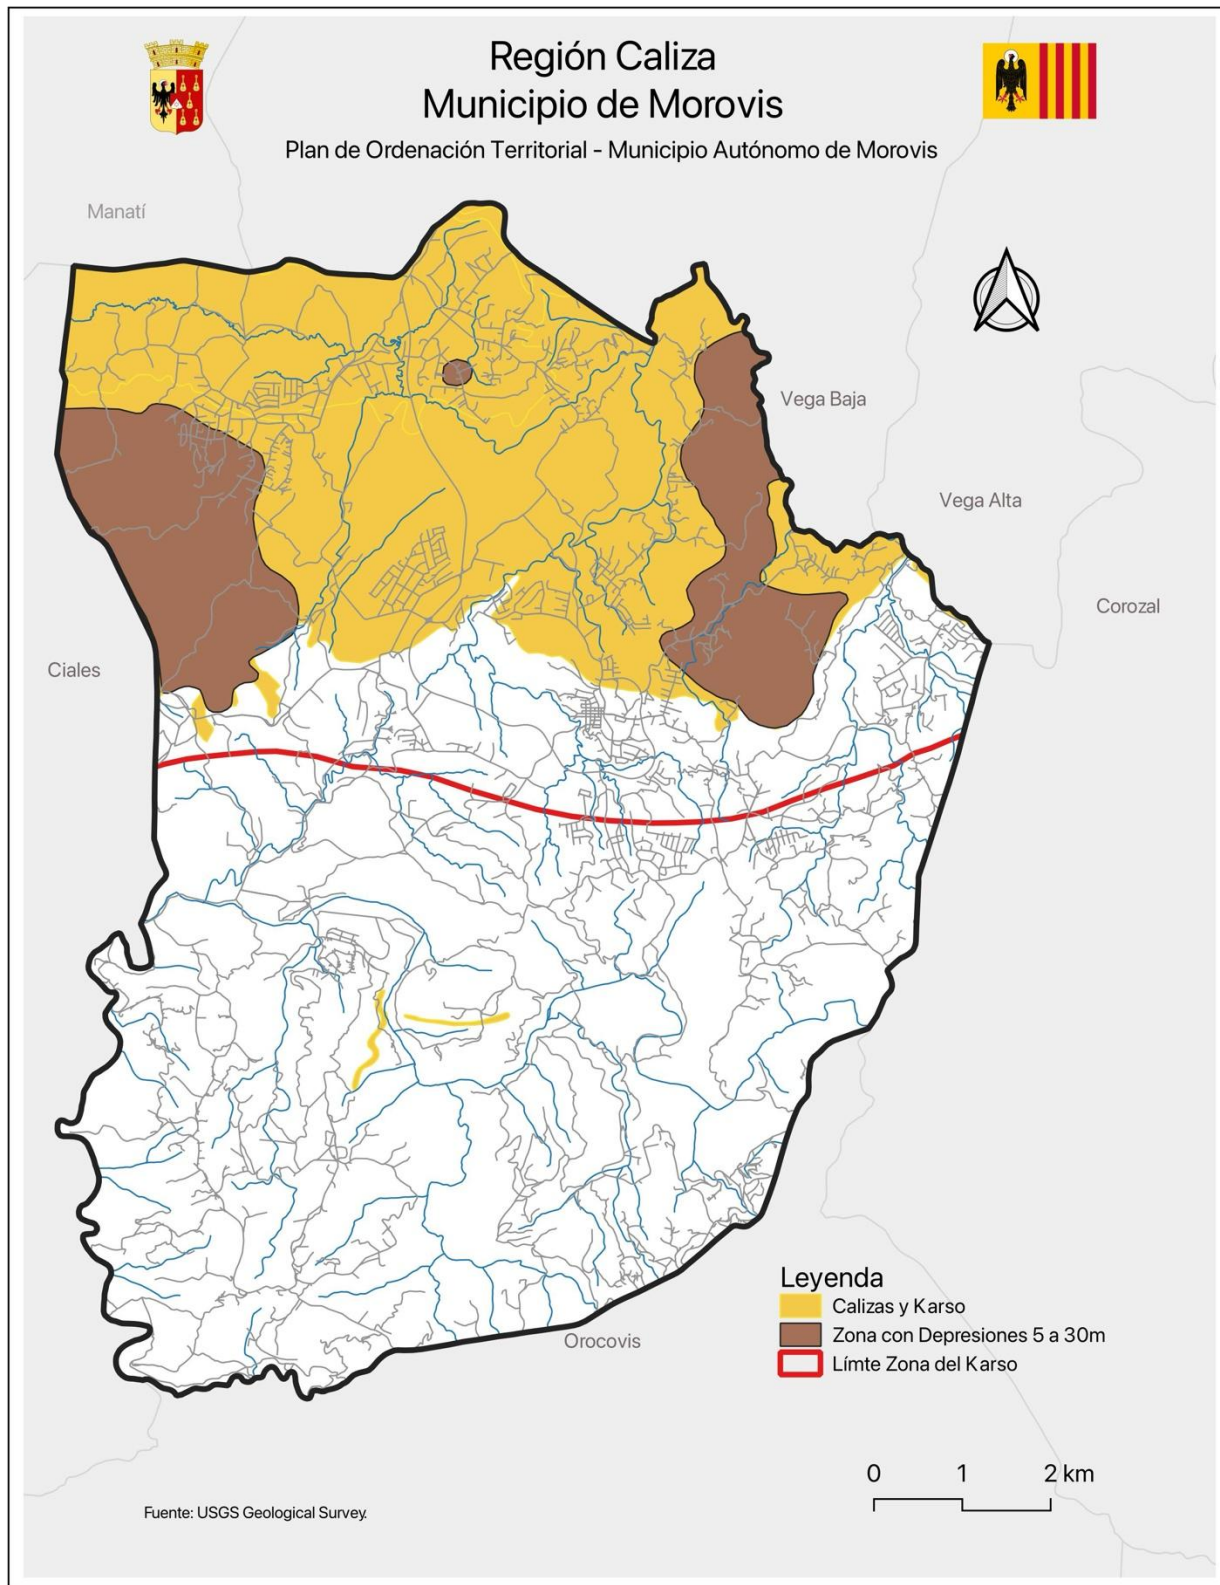 Región Caliza
Municipio de Morovis
Plan de Ordenación Territorial - Municipio Autónomo de Morovis
Manatí
Vega Baja
Vega Alta
Corozal
Ciales
Orocovis
Leyenda
Calizas y Karso
Zona con Depresiones 5 a 30m
Límte Zona del Karso
0 1 2 km
Fuente: USGS Geological Survey.